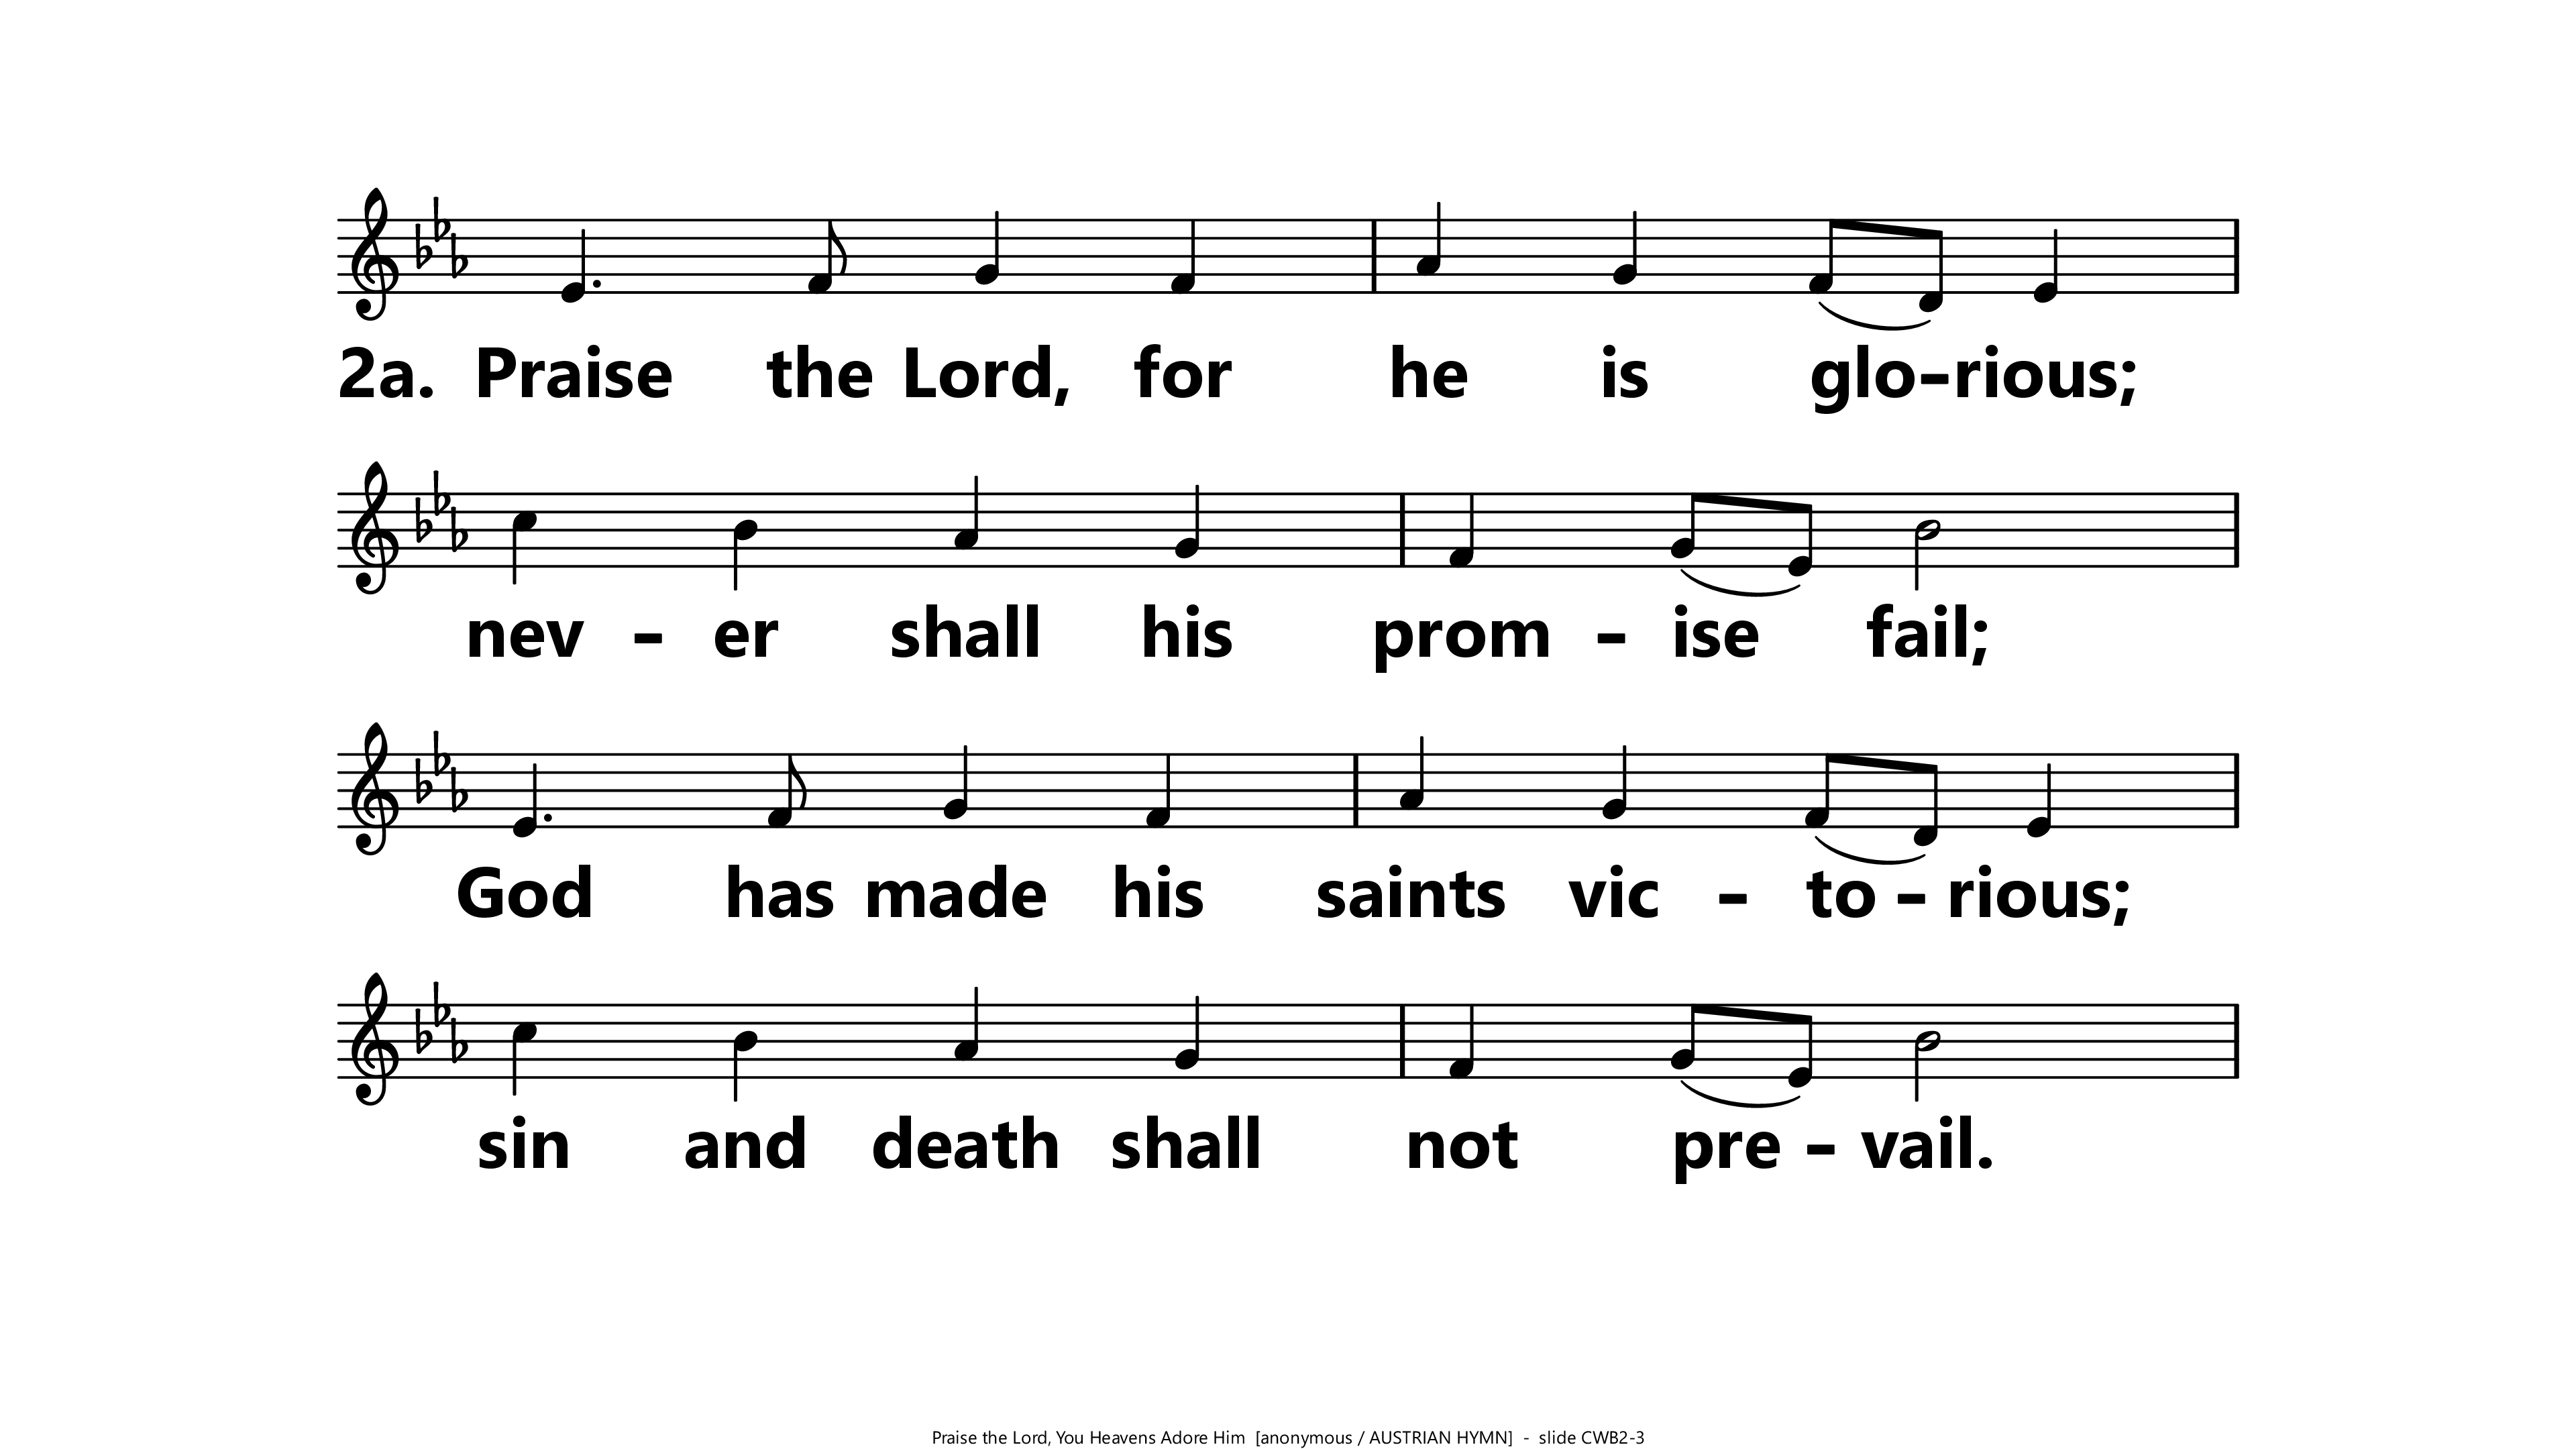 2a. Praise the Lord, for he is glo-rious;
nev - er shall his prom - ise fail;
God has made his saints vic - to - rious;
sin and death shall not pre - vail.
Praise the Lord, You Heavens Adore Him [anonymous / AUSTRIAN HYMN] - slide CWB2-3